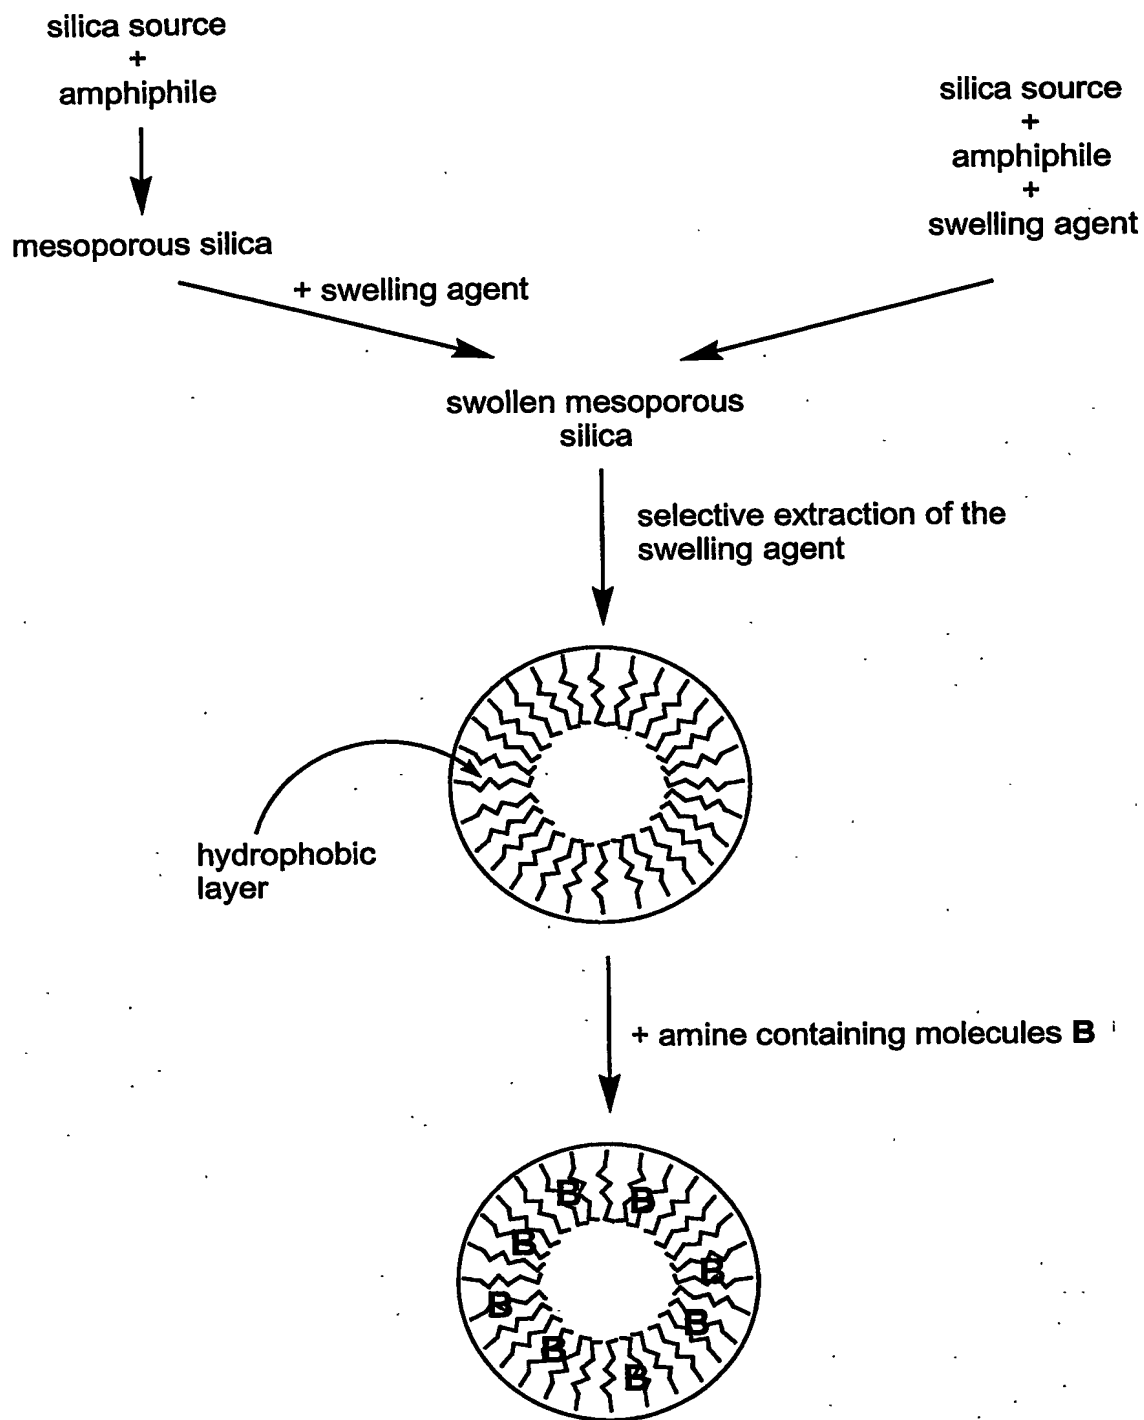 silica source
+
amphiphile
mesoporous silica
silica source
+
amphiphile
+
swelling agent
+ swelling agent
swollen mesoporous
silica
selective extraction of the
swelling agent
hydrophobic
layer
+ amine containing molecules B
B
B
B
B
B
B
B
B